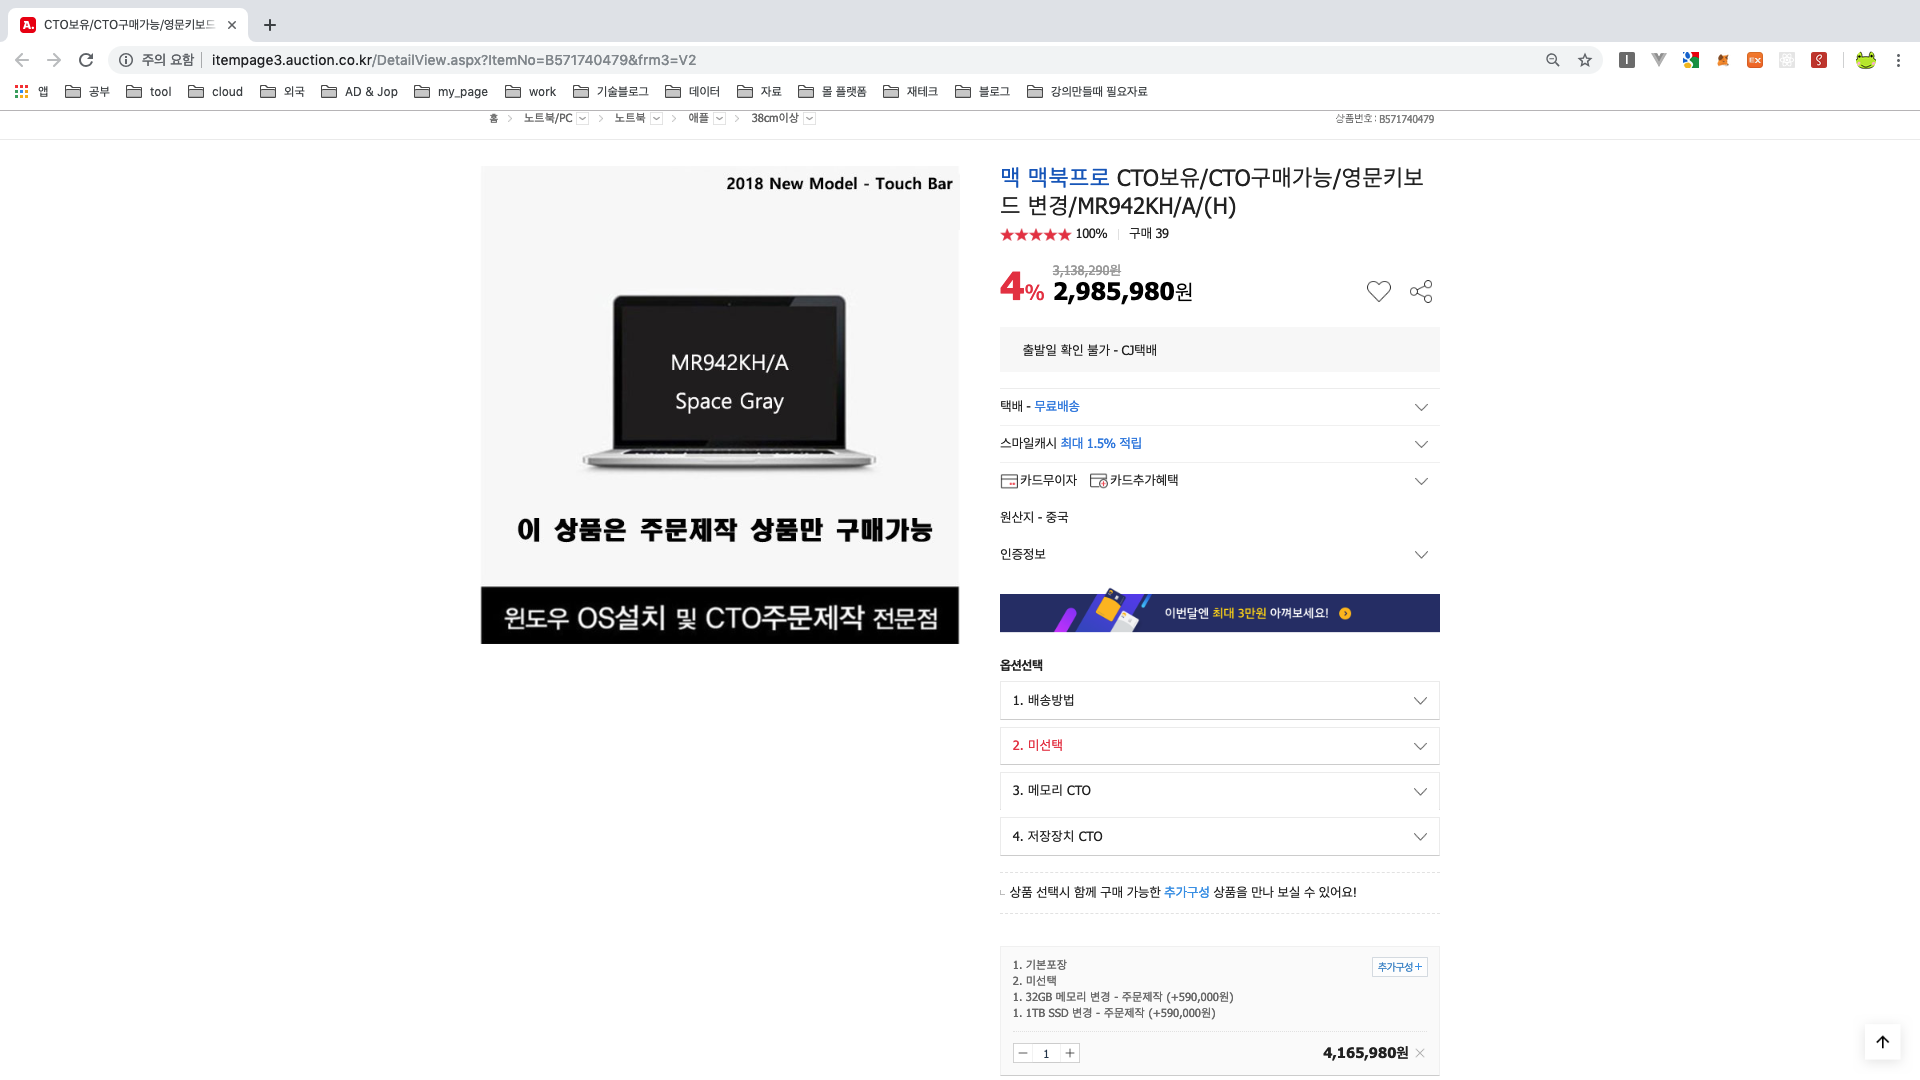 CTO보유/CTO구매가능/영문키보드
주의 요함
itempage3.auction.co.kr/DetailView.aspx?ItemNo=B571740479&frm3=V2
앱 공부 tool cloud 외국 AD & Jop my_page work 기술블로그 데이터 자료 몰 플랫폼 재테크 블로그 강의만들때 필요자료
홈 > 노트북/PC > 노트북 > 애플 > 38cm이상
상품번호 : B571740479
2018 New Model - Touch Bar
MR942KH/A
Space Gray
이 상품은 주문제작 상품만 구매가능
윈도우 OS설치 및 CTO주문제작 전문점
맥 맥북프로 CTO보유/CTO구매가능/영문키보
드 변경/MR942KH/A/(H)
★★★★★ 100% 구매 39
3,138,290원
4% 2,985,980원
출발일 확인 불가 - CJ택배
택배 - 무료배송
스마일캐시 최대 1.5% 적립
카드무이자 카드추가혜택
원산지 - 중국
인증정보
이번달엔 최대 3만원 아껴보세요!
옵션선택
1. 배송방법
2. 미선택
3. 메모리 CTO
4. 저장장치 CTO
상품 선택시 함께 구매 가능한 추가구성 상품을 만나 보실 수 있어요!
1. 기본포장
추가구성+
2. 미선택
1. 32GB 메모리 변경 - 주문제작 (+590,000원)
1. 1TB SSD 변경 - 주문제작 (+590,000원)
1
4,165,980원